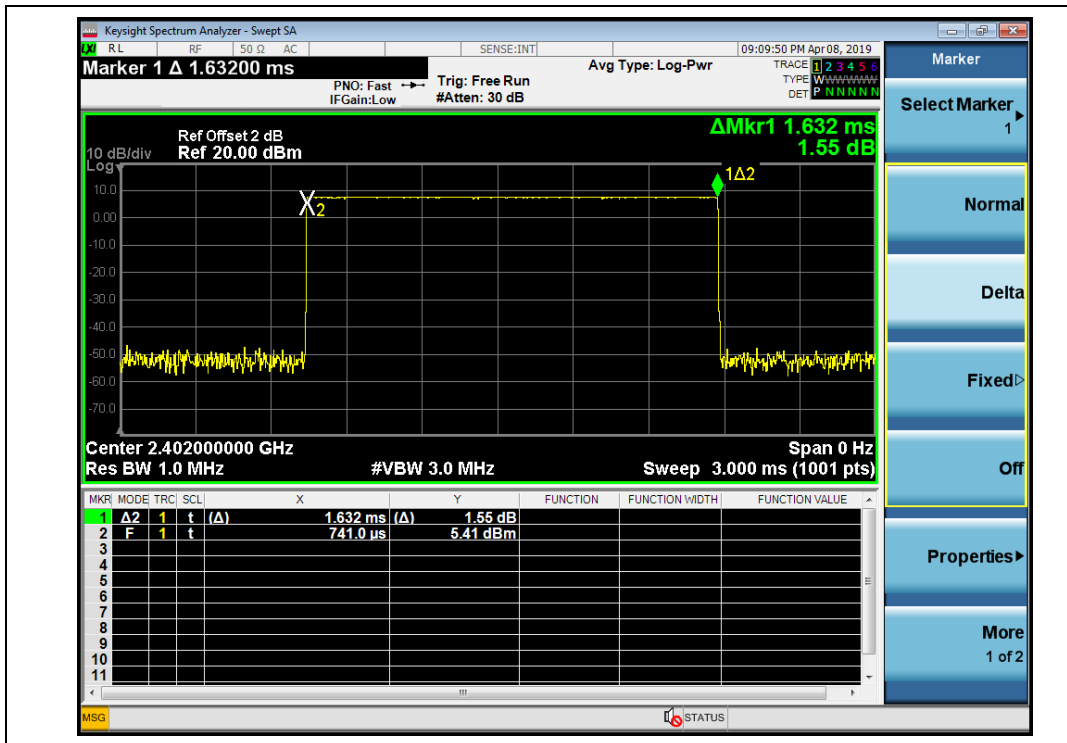 Keysight Spectrum Analyzer - Swept SA
LXI RL RF 50 Ω AC SENSE:INT 09:09:50 PM Apr 08, 2019
Marker 1 Δ 1.63200 ms
PNO: Fast
IFGain:Low
Trig: Free Run
#Atten: 30 dB
Avg Type: Log-Pwr
TRACE 1 2 3 4 5 6
TYPE WWWWWWW
DET P N N N N N
Ref Offset 2 dB
Ref 20.00 dBm
10 dB/div
Log
ΔMkr1 1.632 ms
1.55 dB
1Δ2
10.0
2
0.00
-10.0
-20.0
-30.0
-40.0
-50.0
-60.0
-70.0
Center 2.402000000 GHz Span 0 Hz
Res BW 1.0 MHz #VBW 3.0 MHz Sweep 3.000 ms (1001 pts)
MKR MODE TRC SCL X Y FUNCTION FUNCTION WIDTH FUNCTION VALUE
1 Δ2 1 t (Δ) 1.632 ms (Δ) 1.55 dB
2 F 1 t 741.0 µs 5.41 dBm
3
4
5
6
7
8
9
10
11
MSG STATUS
Marker
Select Marker
1
Normal
Delta
Fixed
Off
Properties
More
1 of 2